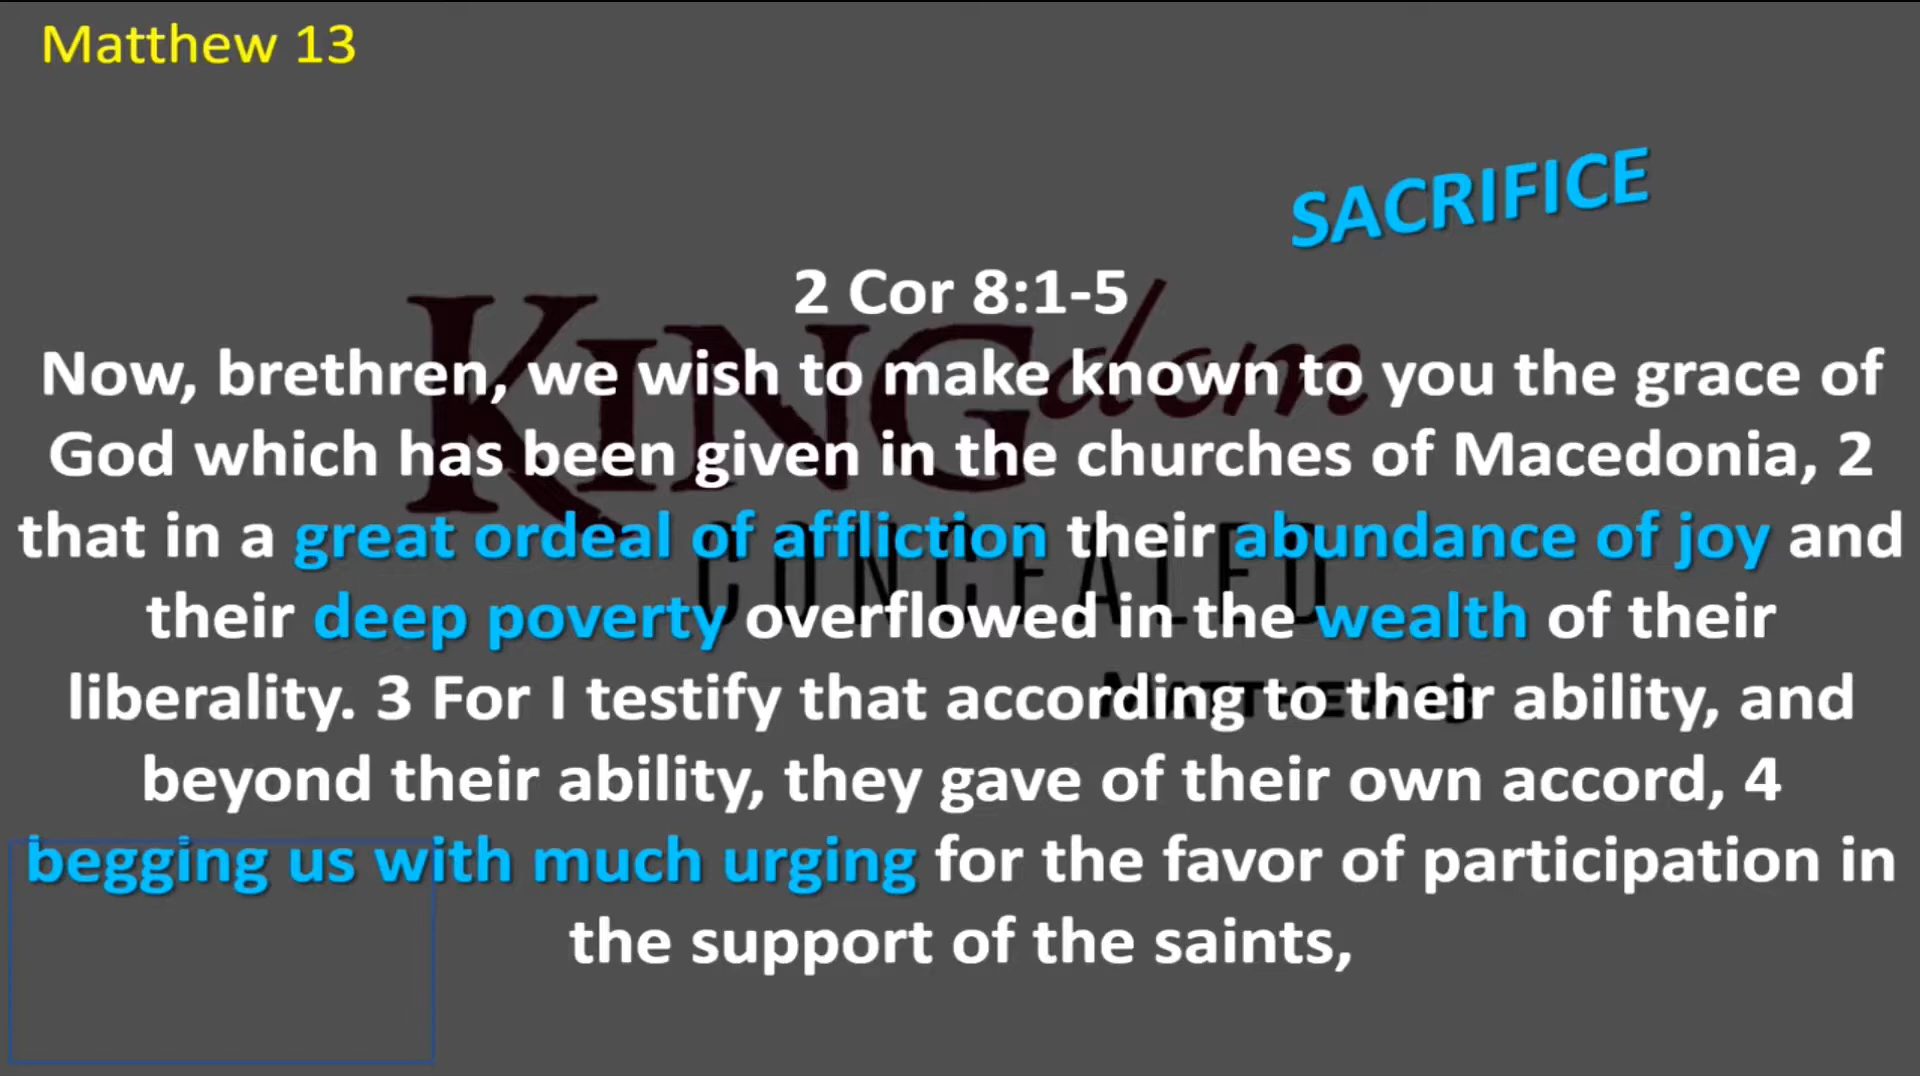 Matthew 13
SACRIFICE
2 Cor 8:1-5
Now, brethren, we wish to make known to you the grace of
God which has been given in the churches of Macedonia, 2
that in a great ordeal of affliction their abundance of joy and
their deep poverty overflowed in the wealth of their
liberality. 3 For I testify that according to their ability, and
beyond their ability, they gave of their own accord, 4
begging us with much urging for the favor of participation in
the support of the saints,
KINGdom
CONCEALED
MATTHEW 13